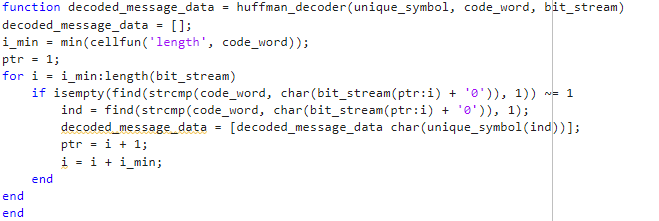 function decoded_message_data = huffman_decoder(unique_symbol, code_word, bit_stream)
decoded_message_data = [];
i_min = min(cellfun('length', code_word));
ptr = 1;
for i = i_min:length(bit_stream)
    if isempty(find(strcmp(code_word, char(bit_stream(ptr:i) + '0')), 1)) ~= 1
        ind = find(strcmp(code_word, char(bit_stream(ptr:i) + '0')), 1);
        decoded_message_data = [decoded_message_data char(unique_symbol(ind))];
        ptr = i + 1;
        i = i + i_min;
    end
end
end